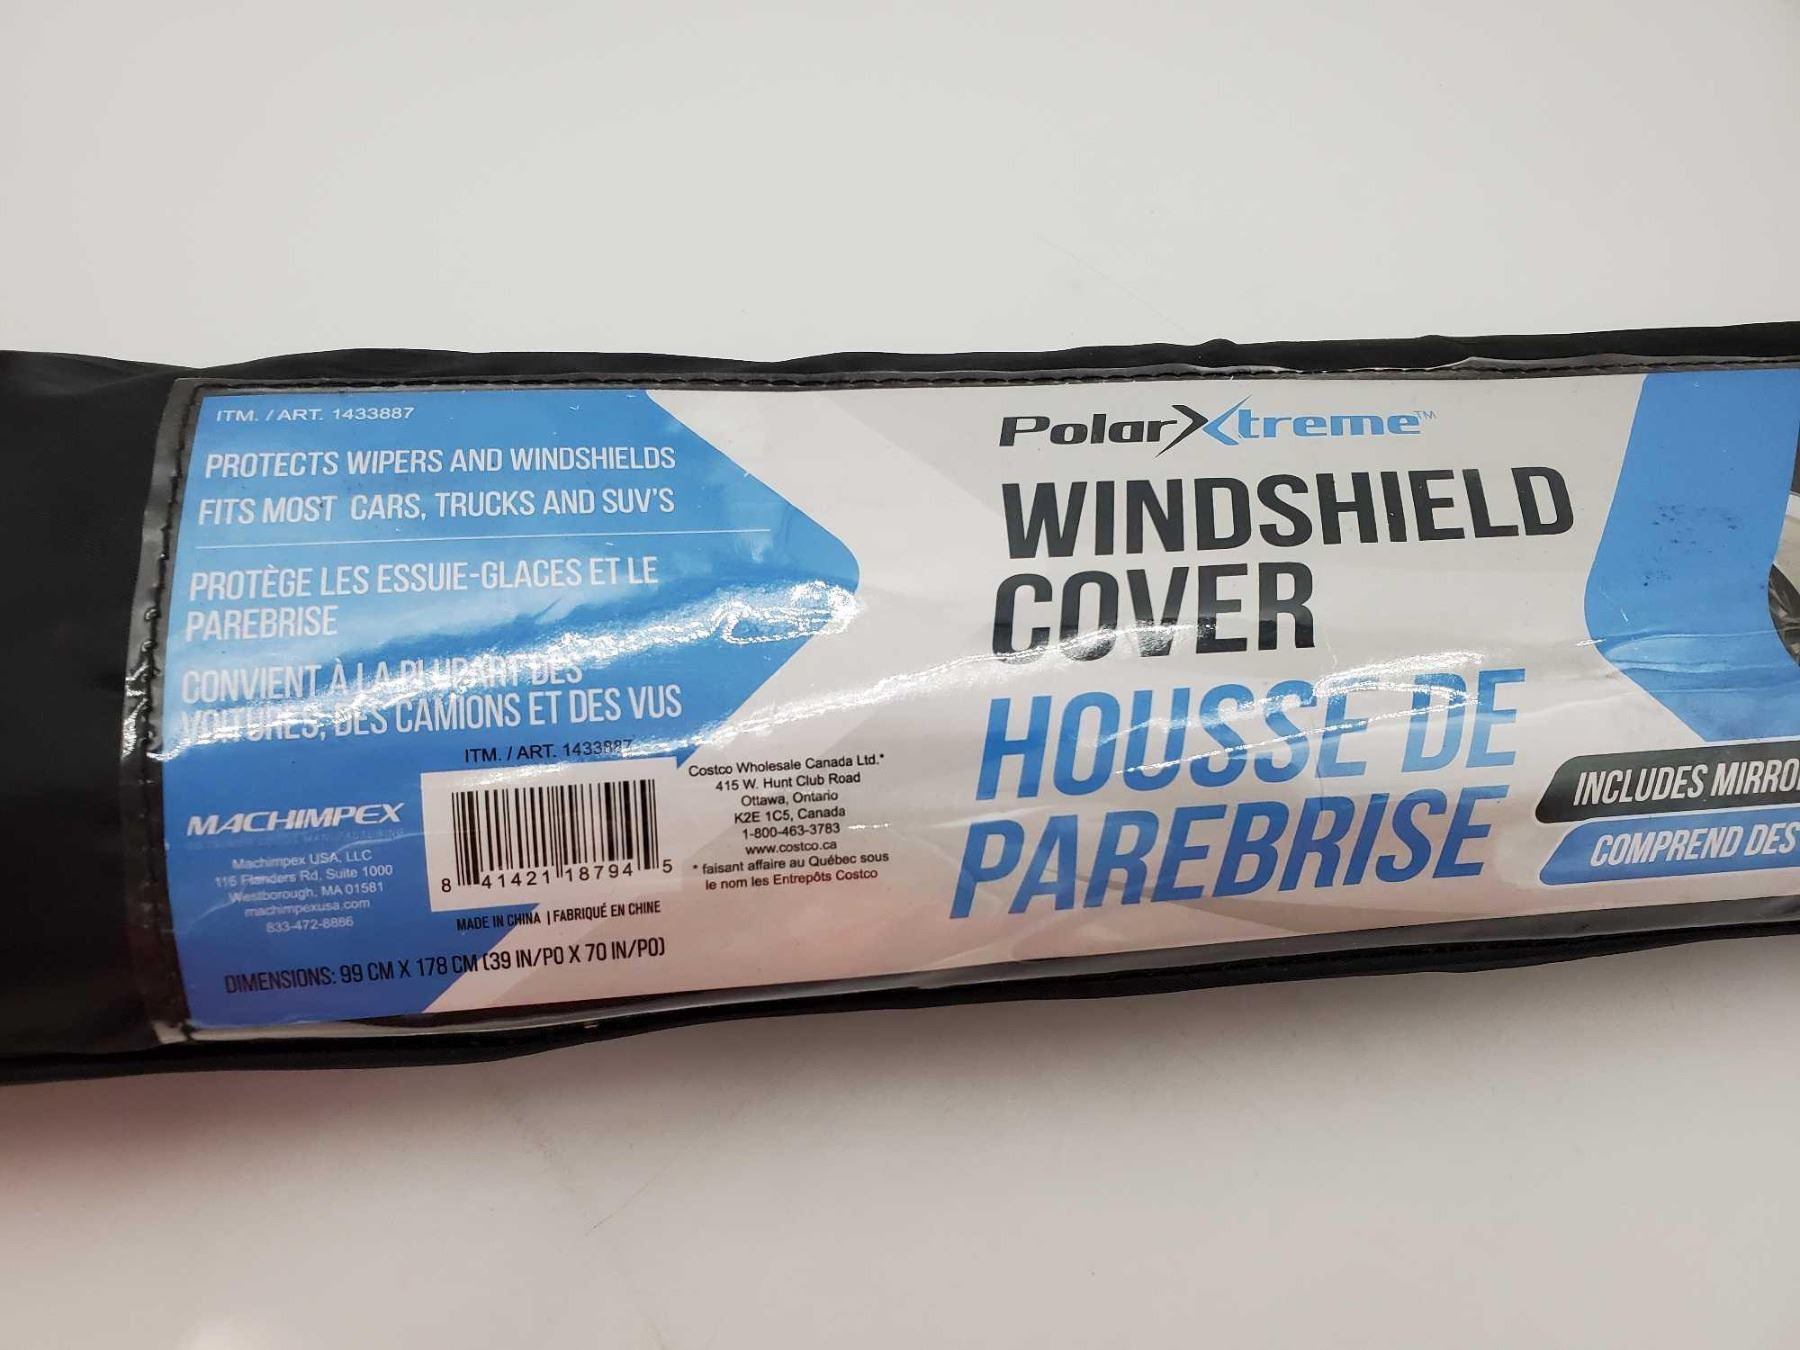 ITM. / ART. 1433887
PROTECTS WIPERS AND WINDSHIELDS
FITS MOST CARS, TRUCKS AND SUV'S
PROTÈGE LES ESSUIE-GLACES ET LE
PAREBRISE
CONVIENT À LA PLUPART DES
VOITURES, DES CAMIONS ET DES VUS
ITM. / ART. 1433887
MACHIMPEX
MANUFACTURING
Machimpex USA, LLC
116 Flanders Rd, Suite 1000
Westborough, MA 01581
machimpexusa.com
833-472-8886
8 41421 18794 5
MADE IN CHINA | FABRIQUÉ EN CHINE
DIMENSIONS: 99 CM X 178 CM (39 IN/PO X 70 IN/PO)
Costco Wholesale Canada Ltd.*
415 W. Hunt Club Road
Ottawa, Ontario
K2E 1C5, Canada
1-800-463-3783
www.costco.ca
* faisant affaire au Québec sous
le nom les Entrepôts Costco
PolarXtreme™
WINDSHIELD
COVER
HOUSSE DE
PAREBRISE
INCLUDES MIRRO
COMPREND DES